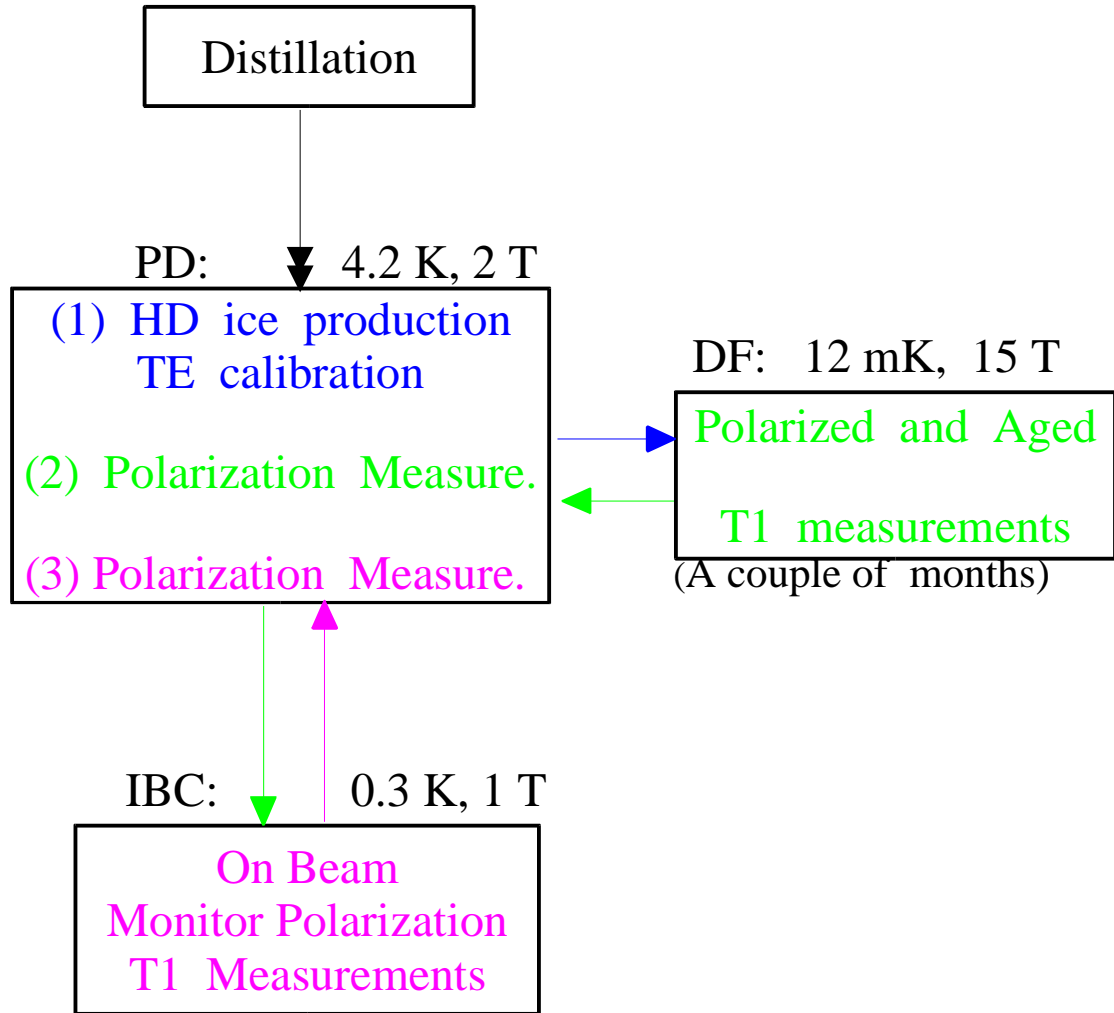 Distillation
PD: 4.2 K, 2 T
(1) HD ice production
TE calibration
(2) Polarization Measure.
(3) Polarization Measure.
DF: 12 mK, 15 T
Polarized and Aged
T1 measurements
(A couple of months)
IBC: 0.3 K, 1 T
On Beam
Monitor Polarization
T1 Measurements